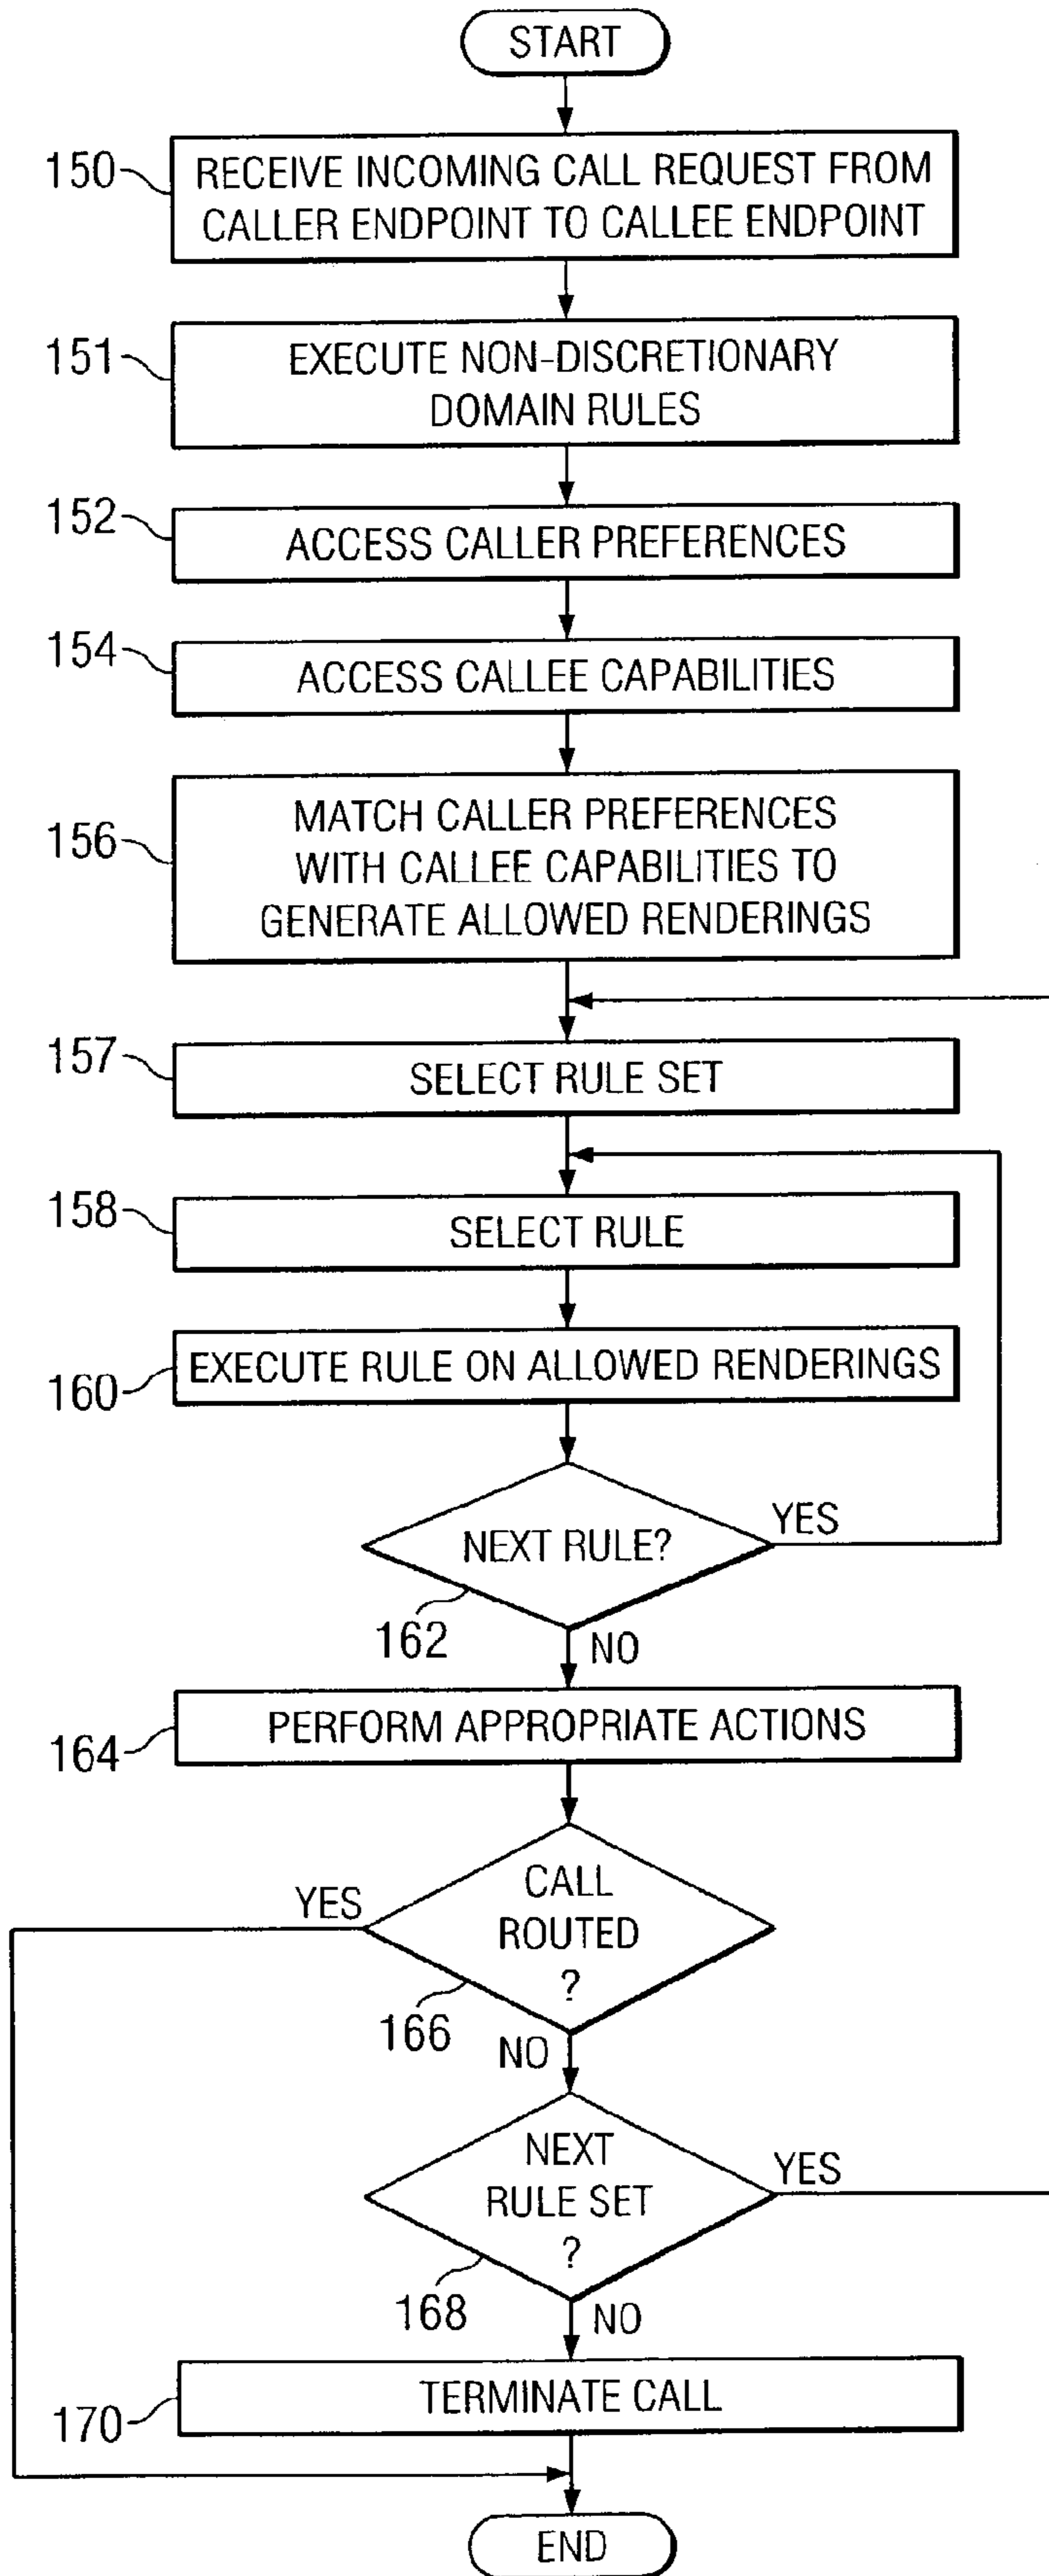 START
150
RECEIVE INCOMING CALL REQUEST FROM
CALLER ENDPOINT TO CALLEE ENDPOINT
151
EXECUTE NON-DISCRETIONARY
DOMAIN RULES
152
ACCESS CALLER PREFERENCES
154
ACCESS CALLEE CAPABILITIES
156
MATCH CALLER PREFERENCES
WITH CALLEE CAPABILITIES TO
GENERATE ALLOWED RENDERINGS
157
SELECT RULE SET
158
SELECT RULE
160
EXECUTE RULE ON ALLOWED RENDERINGS
NEXT RULE?
YES
162
NO
164
PERFORM APPROPRIATE ACTIONS
YES
CALL
ROUTED
?
166
NO
NEXT
RULE SET
?
YES
168
NO
170
TERMINATE CALL
END